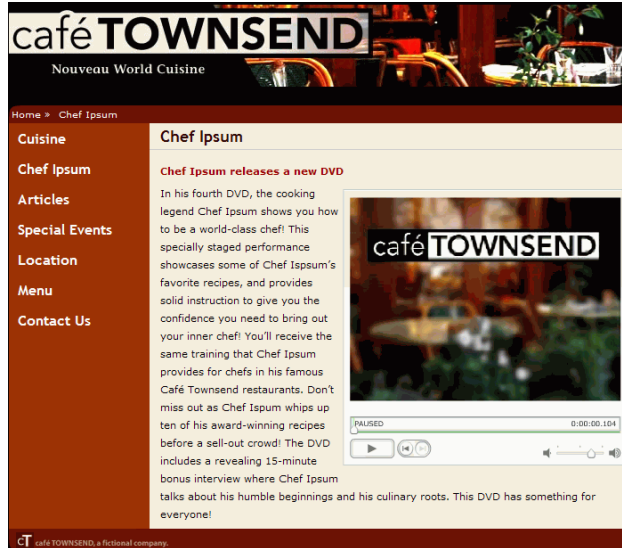 café TOWNSEND
Nouveau World Cuisine
Home » Chef Ipsum
Cuisine
Chef Ipsum
Articles
Special Events
Location
Menu
Contact Us
Chef Ipsum
Chef Ipsum releases a new DVD
In his fourth DVD, the cooking
legend Chef Ipsum shows you how
to be a world-class chef! This
specially staged performance
showcases some of Chef Ispsum's
favorite recipes, and provides
solid instruction to give you the
confidence you need to bring out
your inner chef! You'll receive the
same training that Chef Ipsum
provides for chefs in his famous
Café Townsend restaurants. Don't
miss out as Chef Ispum whips up
ten of his award-winning recipes
before a sell-out crowd! The DVD
includes a revealing 15-minute
bonus interview where Chef Ipsum
talks about his humble beginnings and his culinary roots. This DVD has something for
everyone!
café TOWNSEND
PAUSED 0:00:00.104
cT café TOWNSEND, a fictional company.